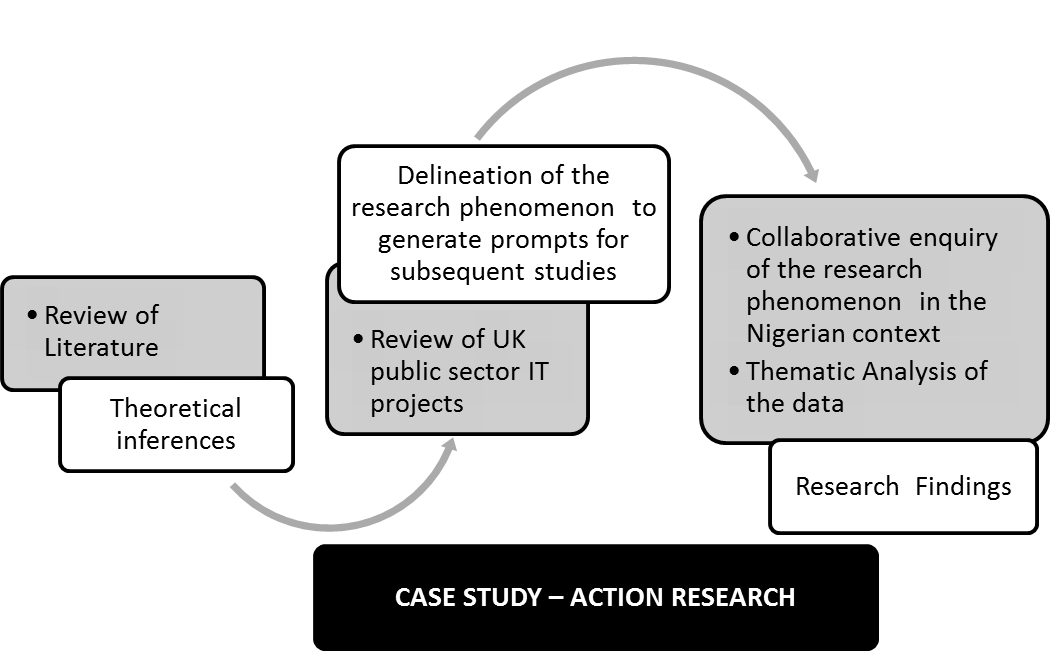 • Review of
Literature
Theoretical
inferences
Delineation of the
research phenomenon to
generate prompts for
subsequent studies
• Review of UK
public sector IT
projects
• Collaborative enquiry
of the research
phenomenon in the
Nigerian context
• Thematic Analysis of
the data
Research Findings
CASE STUDY – ACTION RESEARCH